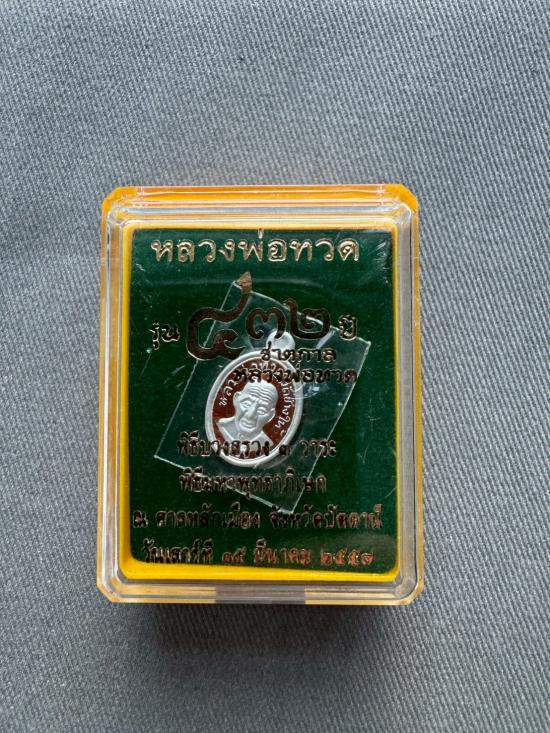 หลวงพ่อทวด
รุ่น ๔๓๒ ปี
ชาตกาล
หลวงพ่อทวด
พิธีบวงสรวง ๓ วาระ
พิธีมหาพุทธาภิเษก
ณ ศาลหลักเมือง จังหวัดปัตตานี
วันเสาร์ที่ ๑๕ มีนาคม ๒๕๕๗